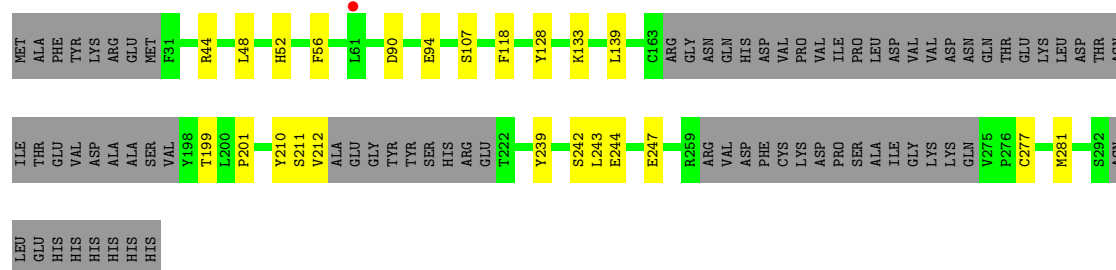 MET ALA PHE TYR LYS ARG GLU MET F31 R44 L48 H52 F56 L61 D90 E94 S107 F118 Y128 K133 L139 C163 ARG GLY ASN GLN HIS ASP VAL PRO VAL ILE PRO LEU ASP VAL VAL ASP ASN GLN THR GLU LYS LEU ASP THR ASN
ILE THR GLU VAL ASP ALA ALA SER VAL Y198 T199 L200 P201 Y210 S211 V212 ALA GLU GLY TYR TYR SER HIS ARG GLU T222 Y239 S242 L243 E244 E247 R259 ARG VAL ASP PHE CYS LYS ASP PRO SER ALA ILE GLY LYS LYS GLN V275 P276 C277 M281 S292 ASN
LEU GLU HIS HIS HIS HIS HIS HIS